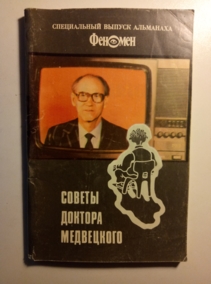 СПЕЦИАЛЬНЫЙ ВЫПУСК АЛЬМАНАХА
Феномен
СОВЕТЫ
ДОКТОРА
МЕДВЕЦКОГО